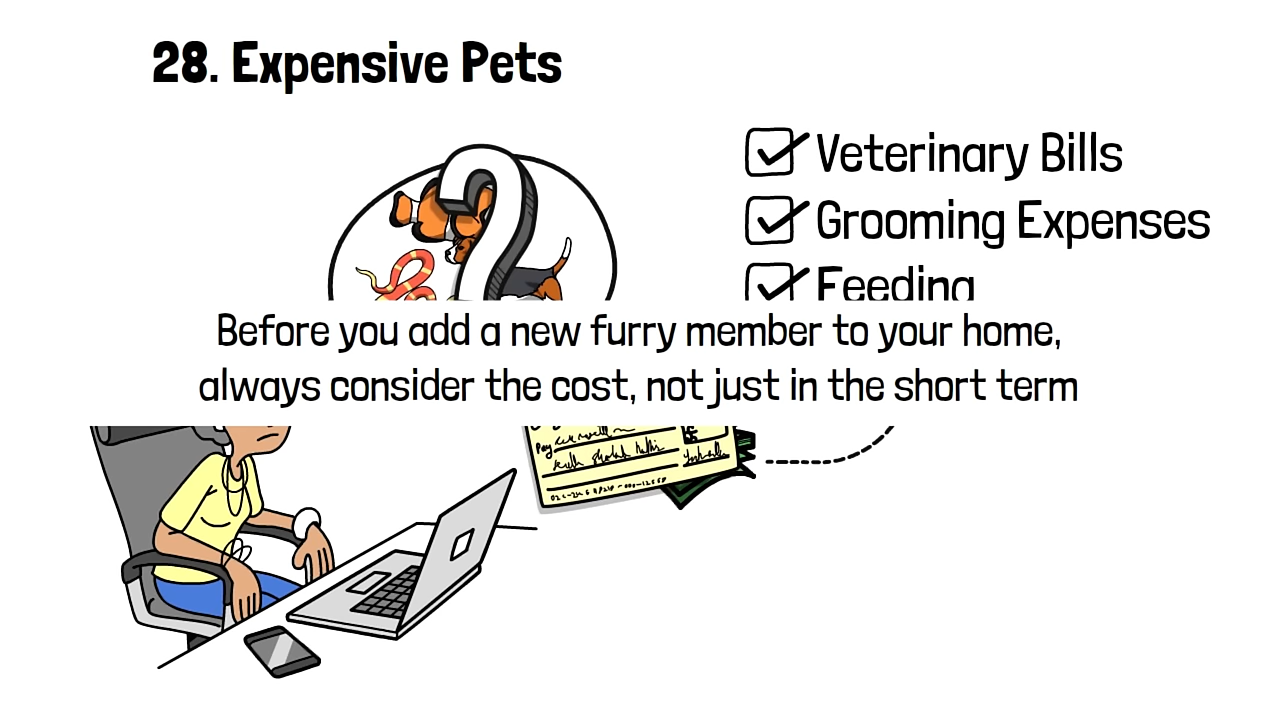 28. Expensive Pets
Veterinary Bills
Grooming Expenses
Feeding
Before you add a new furry member to your home,
always consider the cost, not just in the short term
Pay